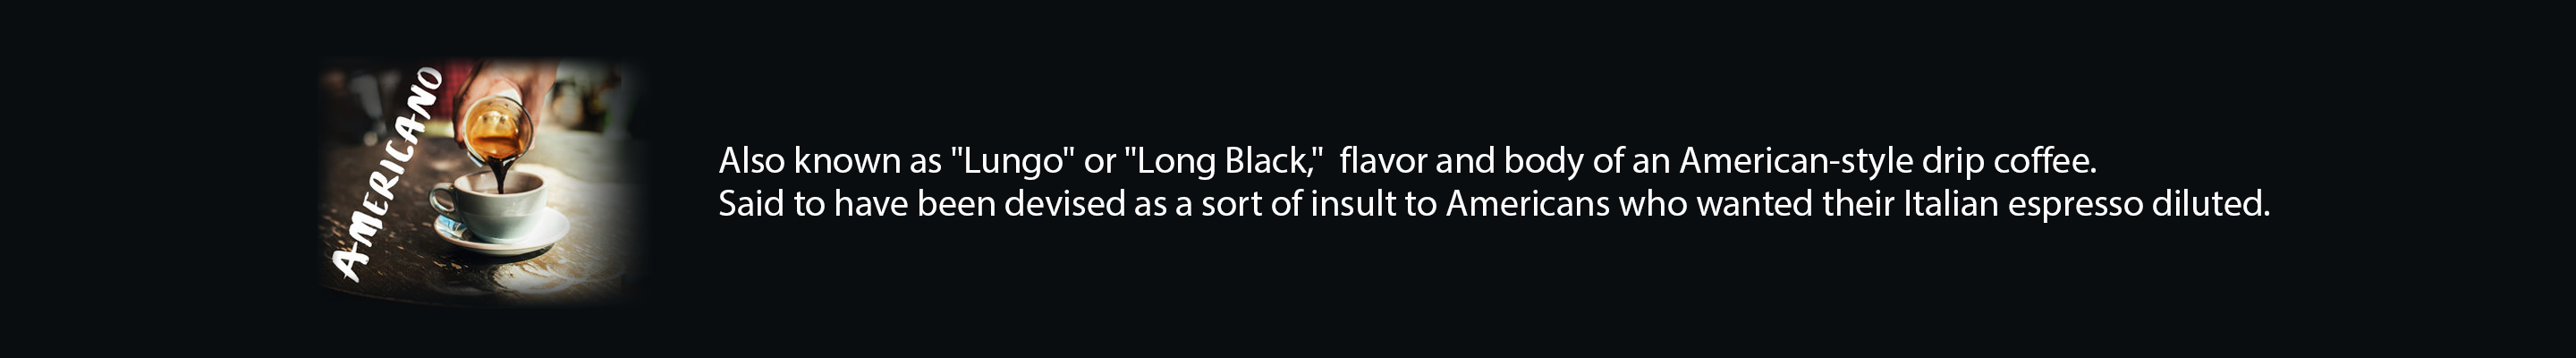 AMERICANO
Also known as "Lungo" or "Long Black,"  flavor and body of an American-style drip coffee.
Said to have been devised as a sort of insult to Americans who wanted their Italian espresso diluted.